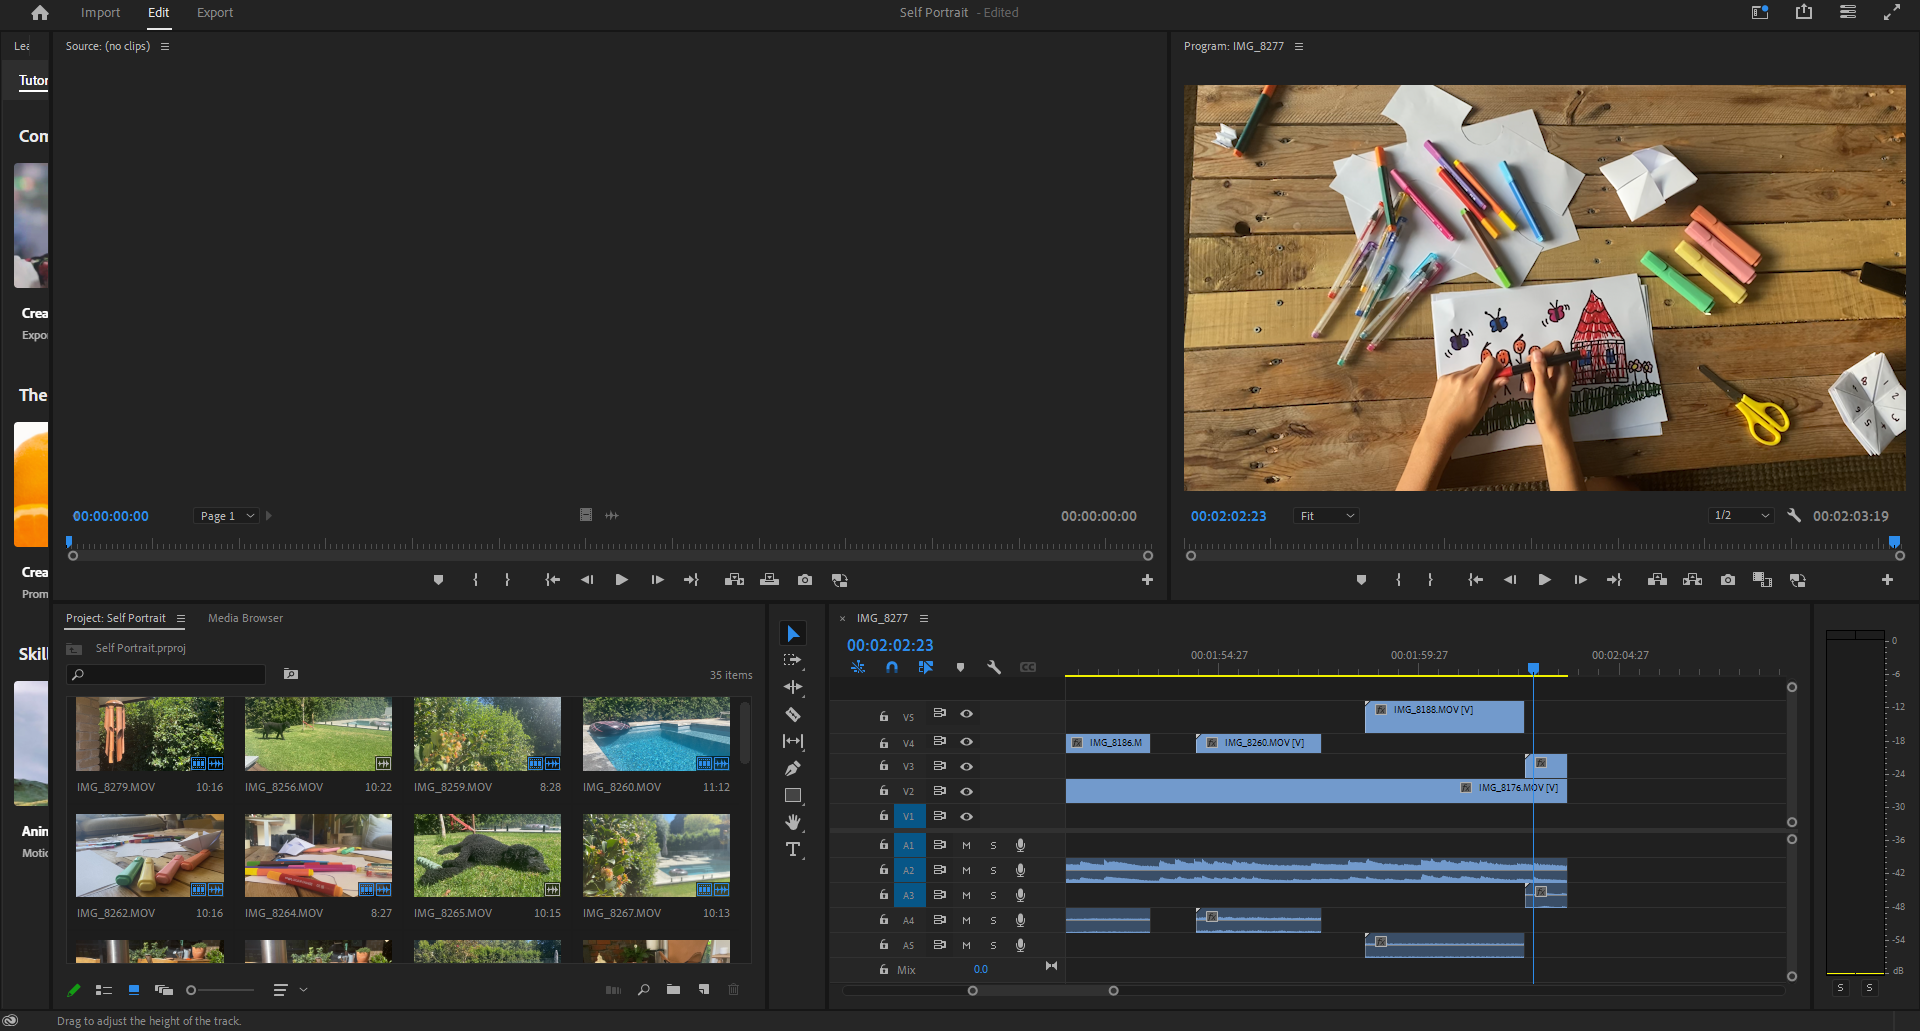 Import
Edit
Export
Self Portrait - Edited
Lea
Source: (no clips)
Program: IMG_8277
Tutor
Com
Crea
Expor
The
Crea
Prom
Skill
Anin
Motio
00:00:00:00
Page 1
00:00:00:00
00:02:02:23
Fit
1/2
00:02:03:19
Project: Self Portrait
Media Browser
Self Portrait.prproj
35 items
IMG_8279.MOV 10:16
IMG_8256.MOV 10:22
IMG_8259.MOV 8:28
IMG_8260.MOV 11:12
IMG_8262.MOV 10:16
IMG_8264.MOV 8:27
IMG_8265.MOV 10:15
IMG_8267.MOV 10:13
× IMG_8277
00:02:02:23
CC
00:01:54:27
00:01:59:27
00:02:04:27
V5
IMG_8188.MOV [V]
V4
IMG_8186.M
IMG_8260.MOV [V]
V3
V2
IMG_8176.MOV [V]
V1
A1 M S
A2 M S
A3 M S
A4 M S
A5 M S
Mix 0.0
0
-6
-12
-18
-24
-30
-36
-42
-48
-54
dB
S S
Drag to adjust the height of the track.